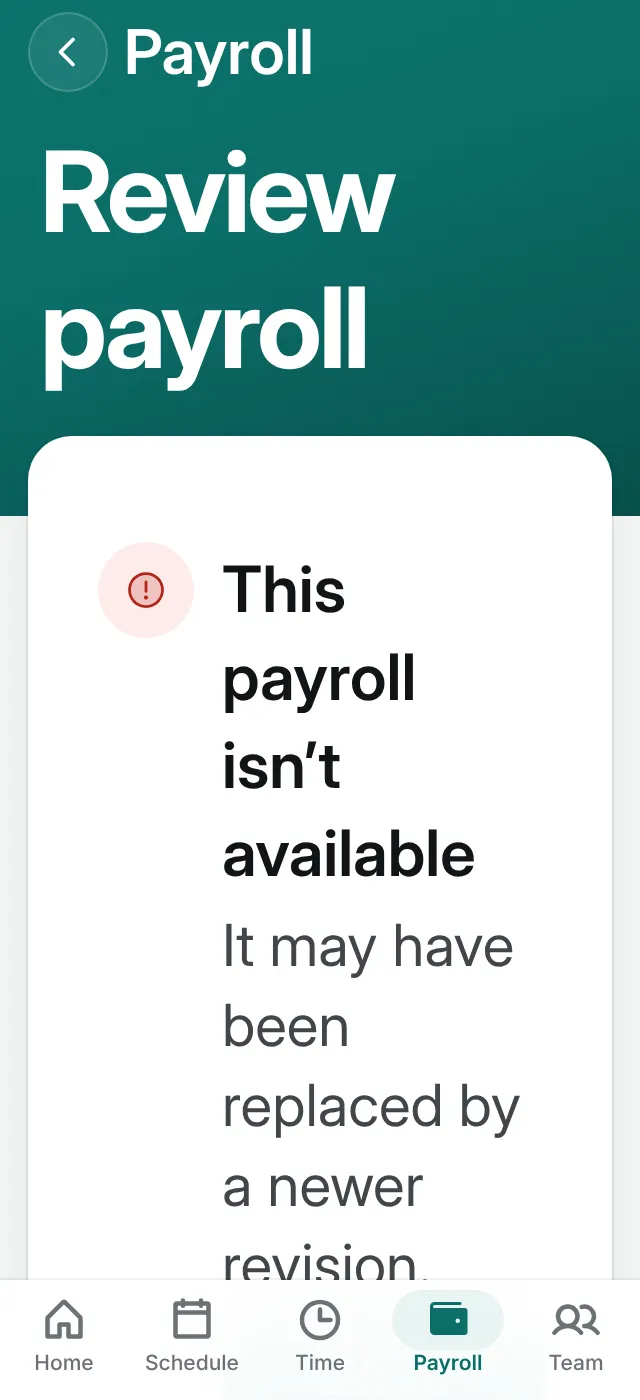 Payroll
Review
payroll
This
payroll
isn’t
available
It may have
been
replaced by
a newer
revision.
Home
Schedule
Time
Payroll
Team